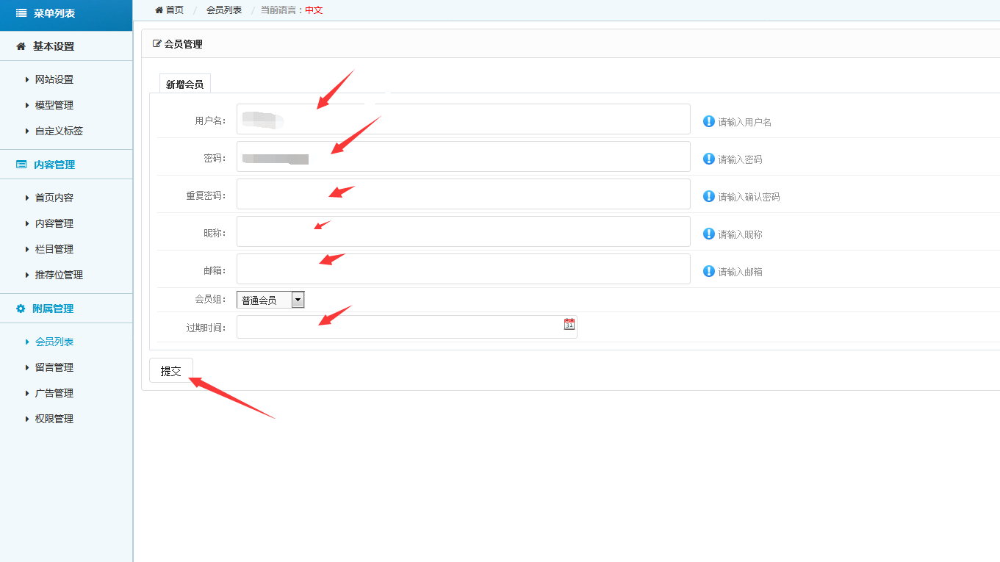 菜单列表
首页 / 会员列表 / 当前语言：中文
基本设置
网站设置
模型管理
自定义标签
内容管理
首页内容
内容管理
栏目管理
推荐位管理
附属管理
会员列表
留言管理
广告管理
权限管理
会员管理
新增会员
用户名： 请输入用户名
密码： 请输入密码
重复密码： 请输入确认密码
昵称： 请输入昵称
邮箱： 请输入邮箱
会员组： 普通会员
过期时间： 31
提交